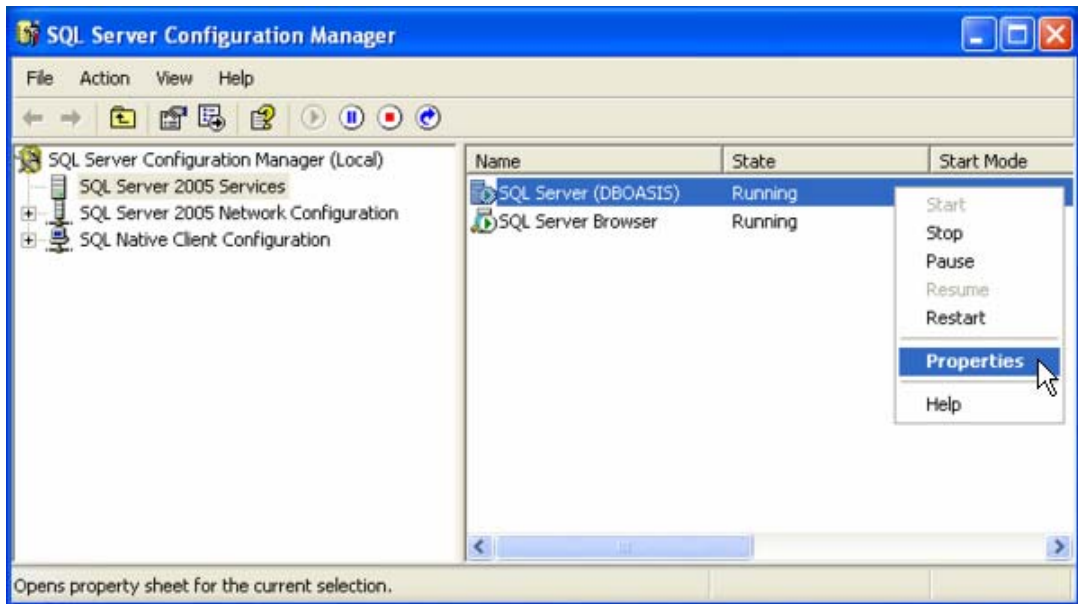 SQL Server Configuration Manager
File Action View Help
SQL Server Configuration Manager (Local)
SQL Server 2005 Services
SQL Server 2005 Network Configuration
SQL Native Client Configuration
Name State Start Mode
SQL Server (DBOASIS) Running
SQL Server Browser Running
Start
Stop
Pause
Resume
Restart
Properties
Help
Opens property sheet for the current selection.